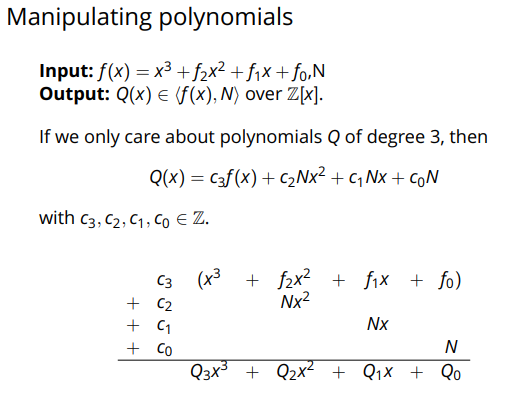 Manipulating polynomials
Input: f(x) = x³ + f₂x² + f₁x + f₀, N
Output: Q(x) ∈ ⟨f(x), N⟩ over ℤ[x].
If we only care about polynomials Q of degree 3, then
Q(x) = c₃f(x) + c₂Nx² + c₁Nx + c₀N
with c₃, c₂, c₁, c₀ ∈ ℤ.
c₃ (x³ + f₂x² + f₁x + f₀)
+ c₂ Nx²
+ c₁ Nx
+ c₀ N
Q₃x³ + Q₂x² + Q₁x + Q₀